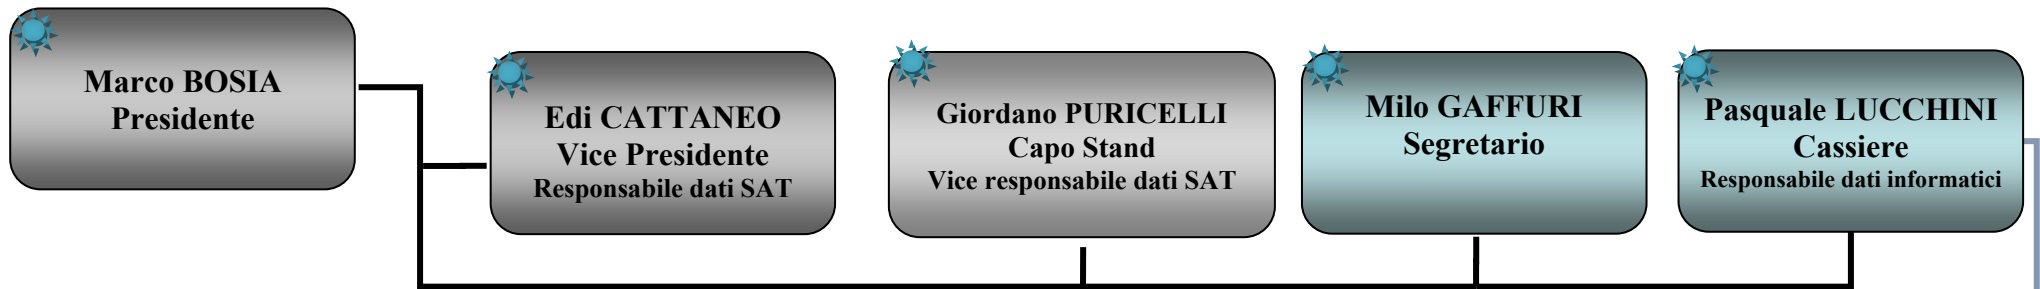 Marco BOSIA
Presidente
Edi CATTANEO
Vice Presidente
Responsabile dati SAT
Giordano PURICELLI
Capo Stand
Vice responsabile dati SAT
Milo GAFFURI
Segretario
Pasquale LUCCHINI
Cassiere
Responsabile dati informatici